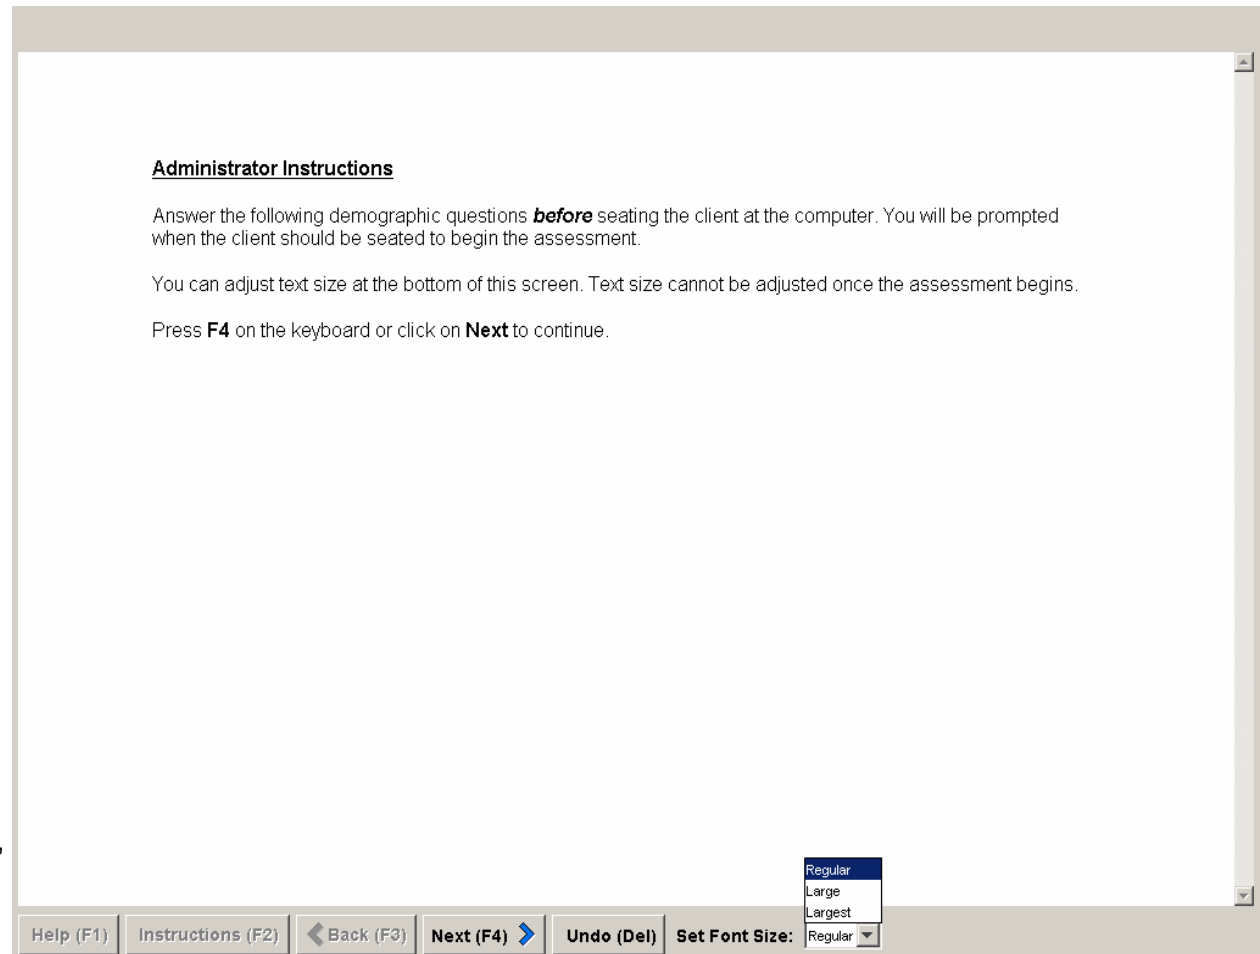 Administrator Instructions
Answer the following demographic questions before seating the client at the computer. You will be prompted
when the client should be seated to begin the assessment.
You can adjust text size at the bottom of this screen. Text size cannot be adjusted once the assessment begins.
Press F4 on the keyboard or click on Next to continue.
Regular
Large
Largest
Help (F1) Instructions (F2) Back (F3) Next (F4) Undo (Del) Set Font Size: Regular